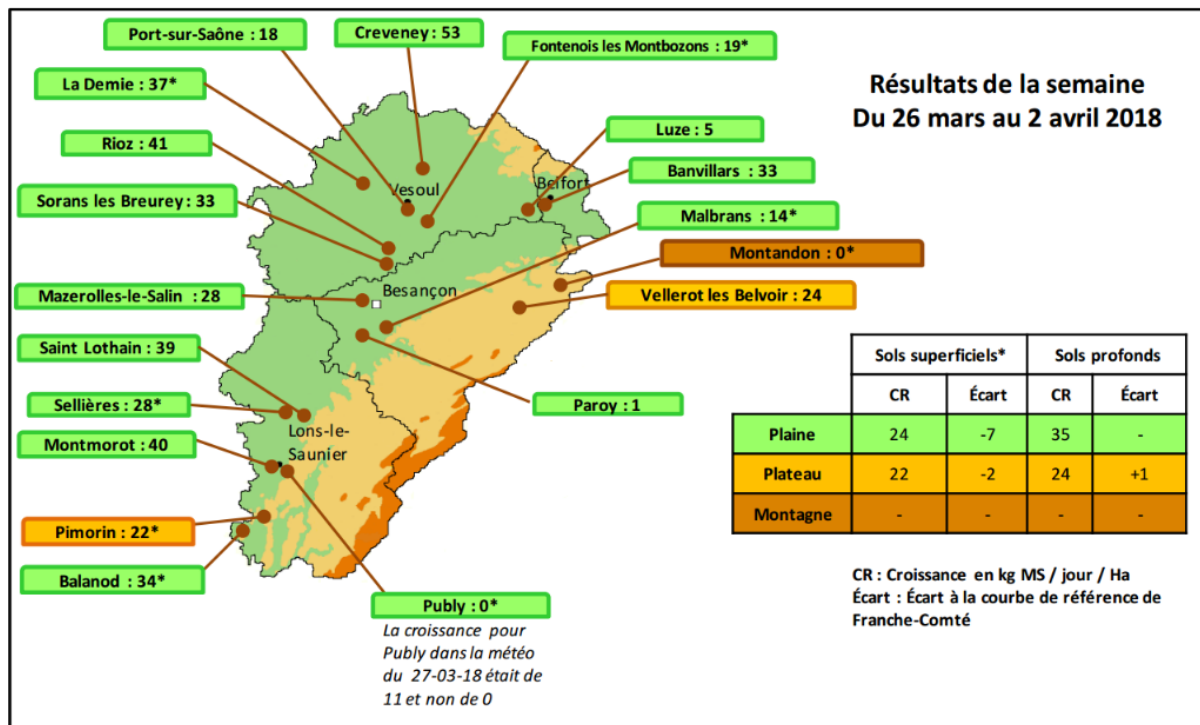 Port-sur-Saône : 18
Creveney : 53
Fontenois les Montbozons : 19*
La Demie : 37*
Résultats de la semaine
Du 26 mars au 2 avril 2018
Rioz : 41
Luze : 5
Vesoul
Belfort
Banvillars : 33
Sorans les Breurey : 33
Malbrans : 14*
Montandon : 0*
Mazerolles-le-Salin : 28
Besançon
Vellerot les Belvoir : 24
Saint Lothain : 39
Sellières : 28*
Paroy : 1
Lons-le-
Saunier
Montmorot : 40
Pimorin : 22*
Balanod : 34*
Publy : 0*
La croissance pour
Publy dans la météo
du 27-03-18 était de
11 et non de 0
Sols superficiels* Sols profonds
CR Écart CR Écart
Plaine 24 -7 35 -
Plateau 22 -2 24 +1
Montagne - - - -
CR : Croissance en kg MS / jour / Ha
Écart : Écart à la courbe de référence de
Franche-Comté